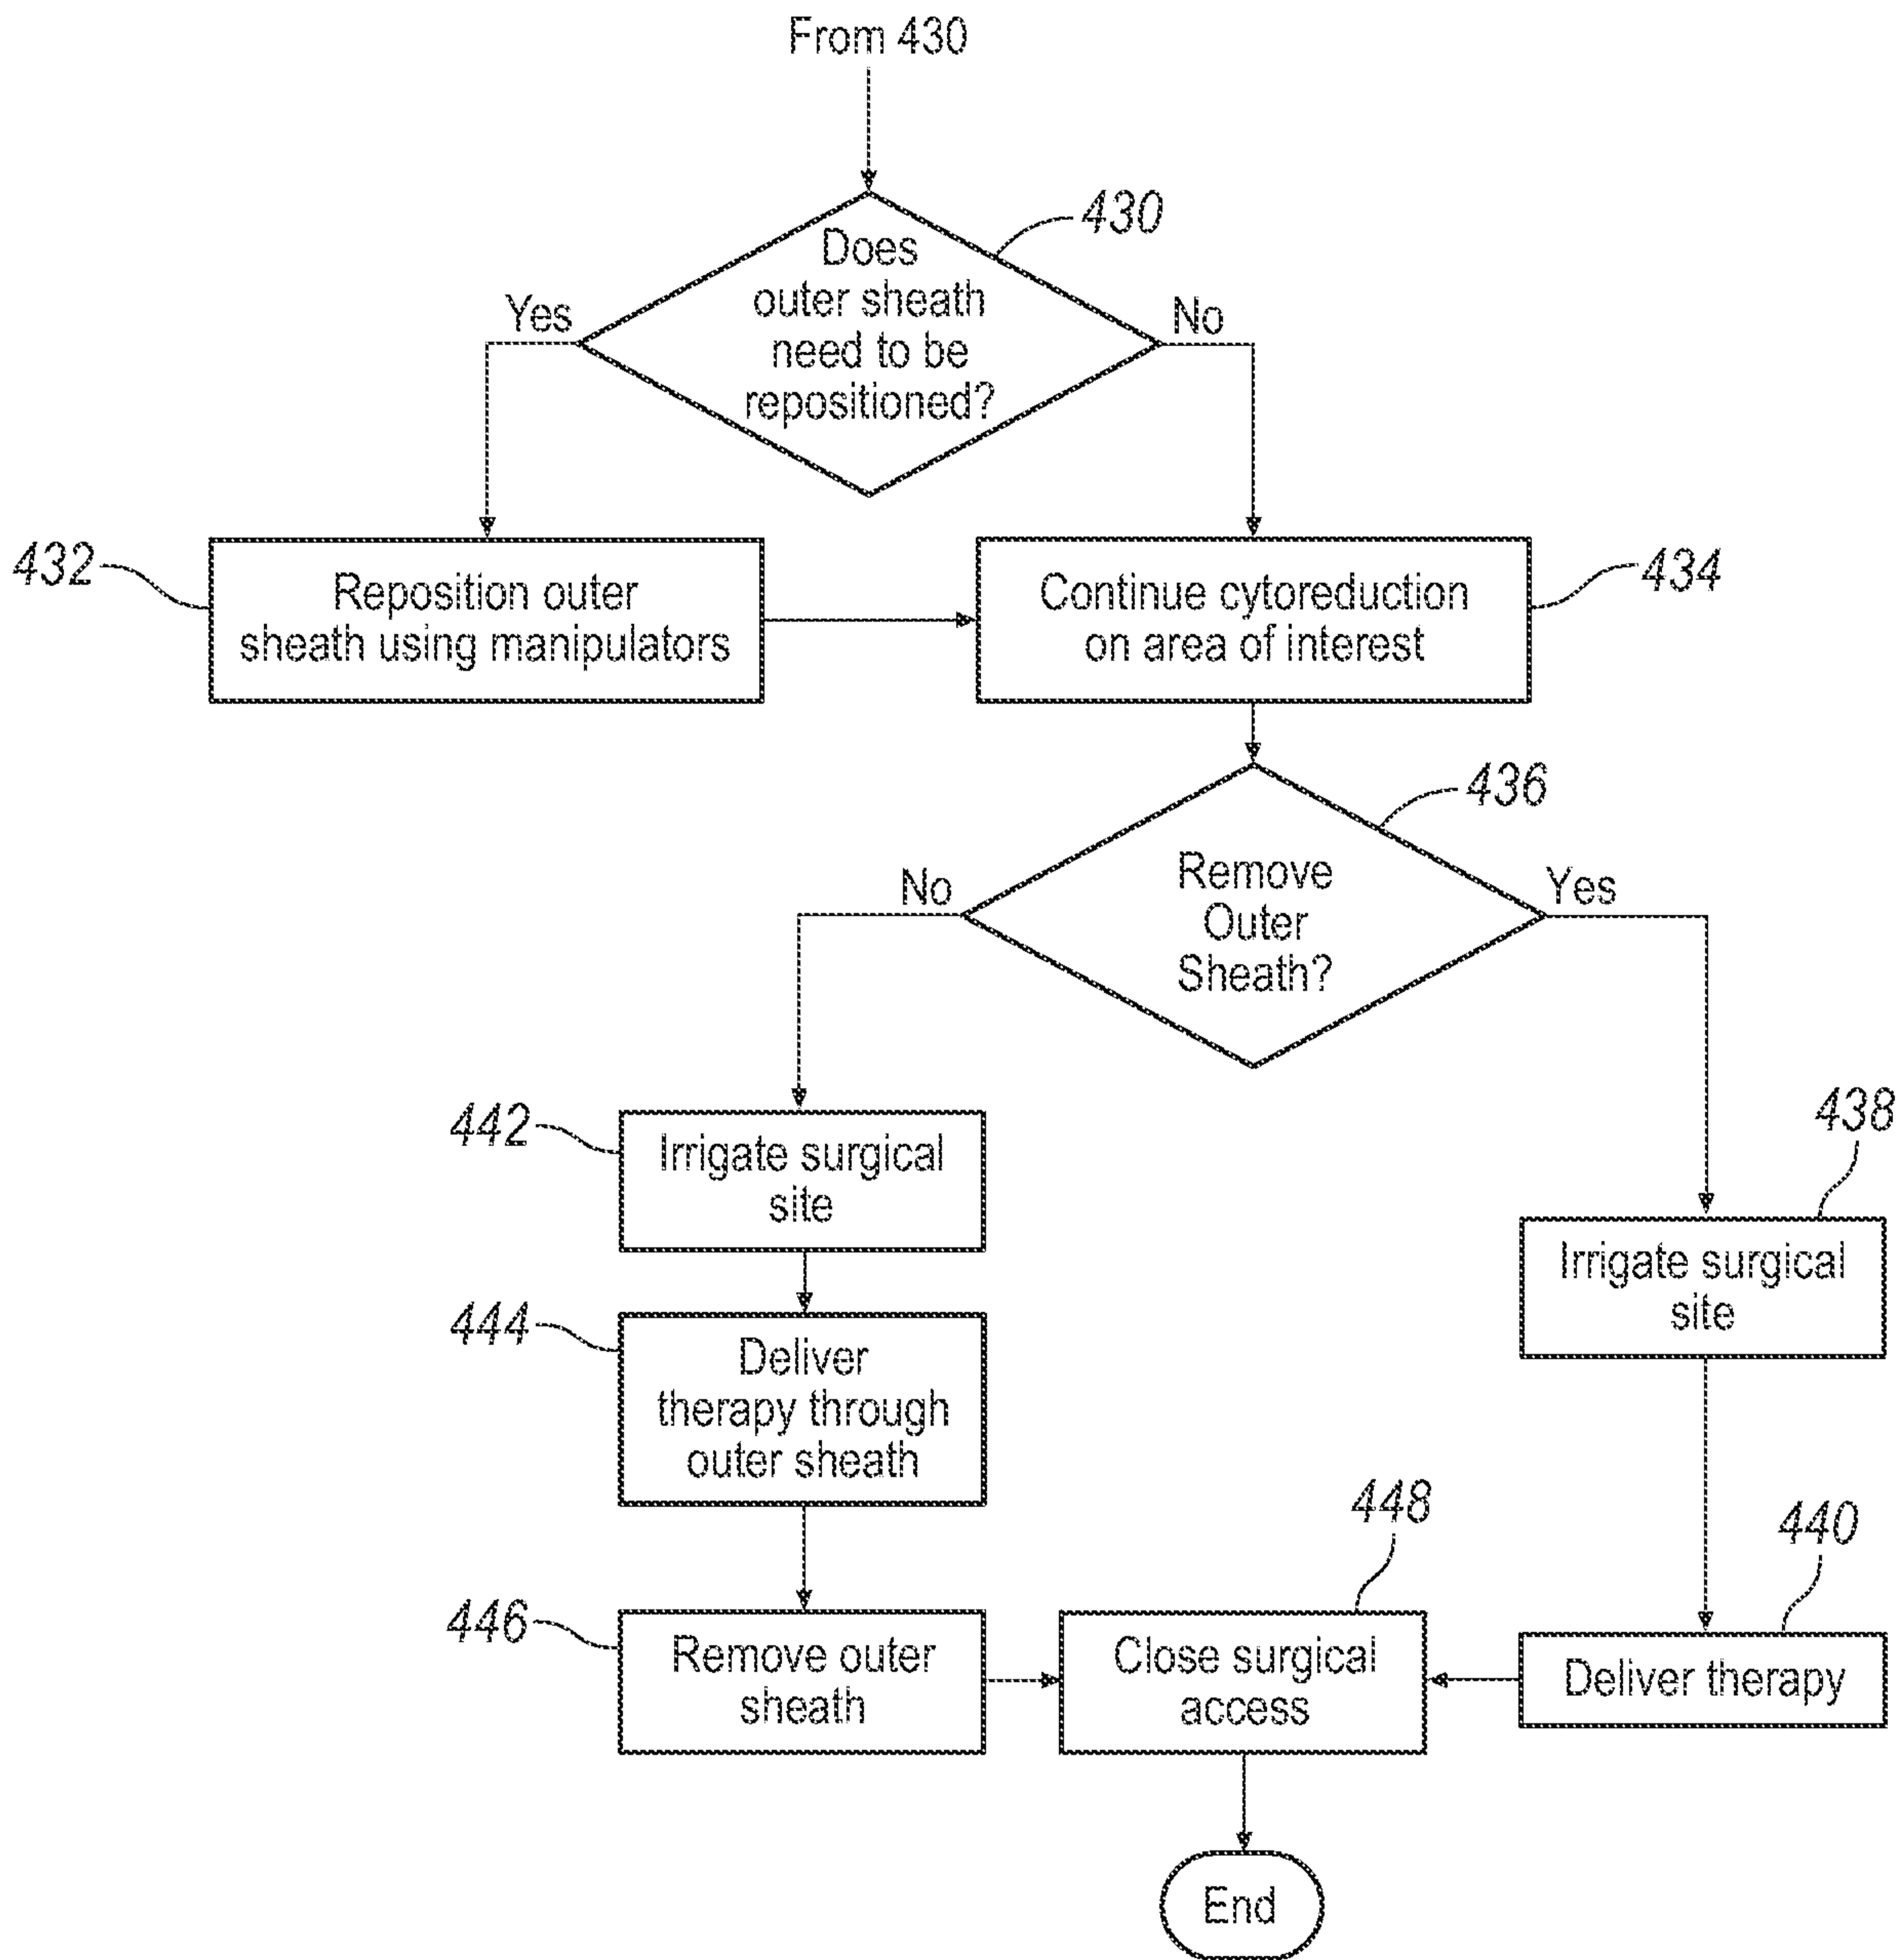 From 430
430
Does
outer sheath
need to be
repositioned?
Yes
No
432
Reposition outer
sheath using manipulators
Continue cytoreduction
on area of interest
434
436
Remove
Outer
Sheath?
No
Yes
442
Irrigate surgical
site
438
Irrigate surgical
site
444
Deliver
therapy through
outer sheath
448
440
446
Remove outer
sheath
Close surgical
access
Deliver therapy
End